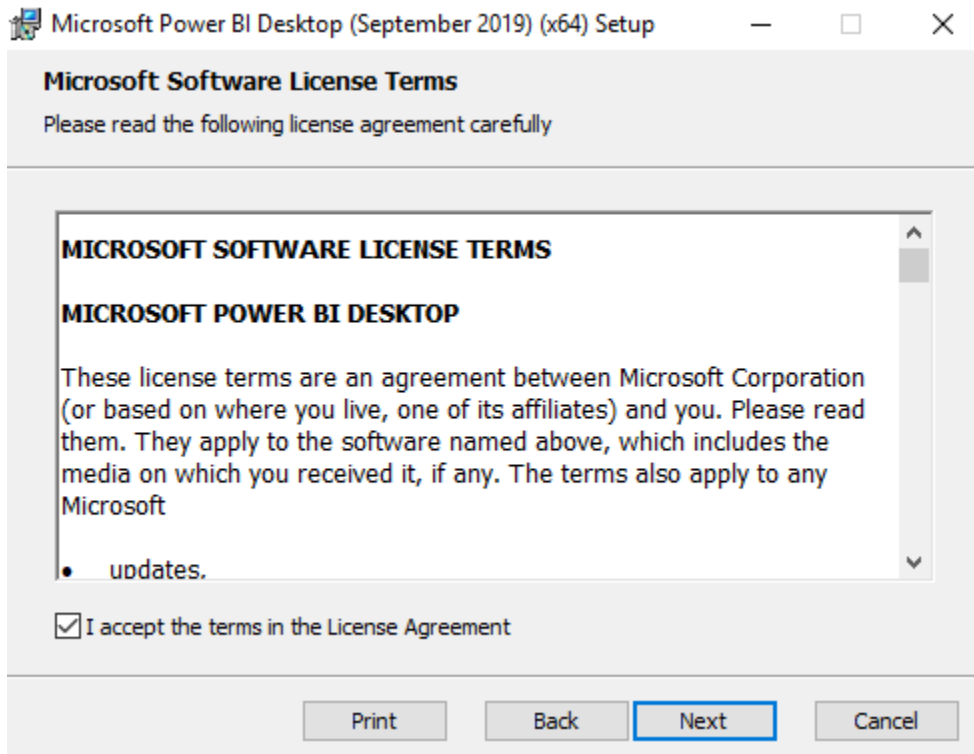 Microsoft Power BI Desktop (September 2019) (x64) Setup
Microsoft Software License Terms
Please read the following license agreement carefully
MICROSOFT SOFTWARE LICENSE TERMS
MICROSOFT POWER BI DESKTOP
These license terms are an agreement between Microsoft Corporation
(or based on where you live, one of its affiliates) and you. Please read
them. They apply to the software named above, which includes the
media on which you received it, if any. The terms also apply to any
Microsoft
• updates,
I accept the terms in the License Agreement
Print Back Next Cancel